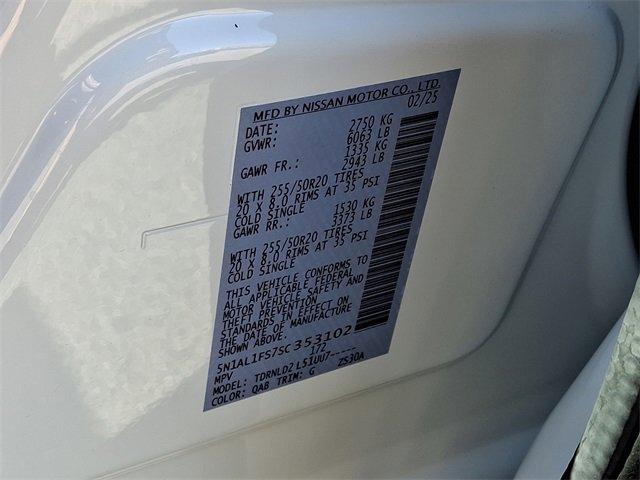 MFD BY NISSAN MOTOR CO., LTD.
DATE: 02/25
GVWR: 2750 KG
6063 LB
GAWR FR.: 1335 KG
2943 LB
WITH 255/50R20 TIRES
20 X 8.0 RIMS AT 35 PSI
COLD SINGLE
GAWR RR.: 1530 KG
3373 LB
WITH 255/50R20 TIRES
20 X 8.0 RIMS AT 35 PSI
COLD SINGLE
THIS VEHICLE CONFORMS TO
ALL APPLICABLE FEDERAL
MOTOR VEHICLE SAFETY AND
THEFT PREVENTION
STANDARDS IN EFFECT ON
THE DATE OF MANUFACTURE
SHOWN ABOVE.
5N1AL1FS7SC353102
MPV 172
MODEL: TDRNLD2 L51UU7-----
COLOR: QAB TRIM: G ZS30A